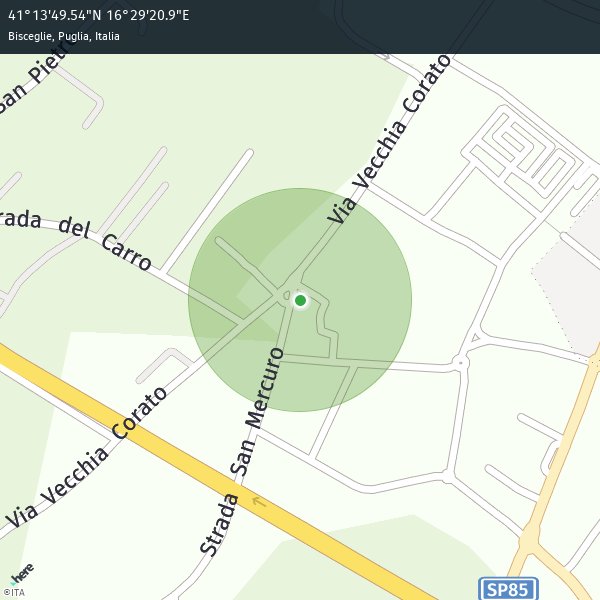 41°13'49.54"N 16°29'20.9"E
Bisceglie, Puglia, Italia
San Pietro
Via Vecchia Corato
rada del Carro
Strada San Mercuro
Via Vecchia Corato
SP85
here
©ITA